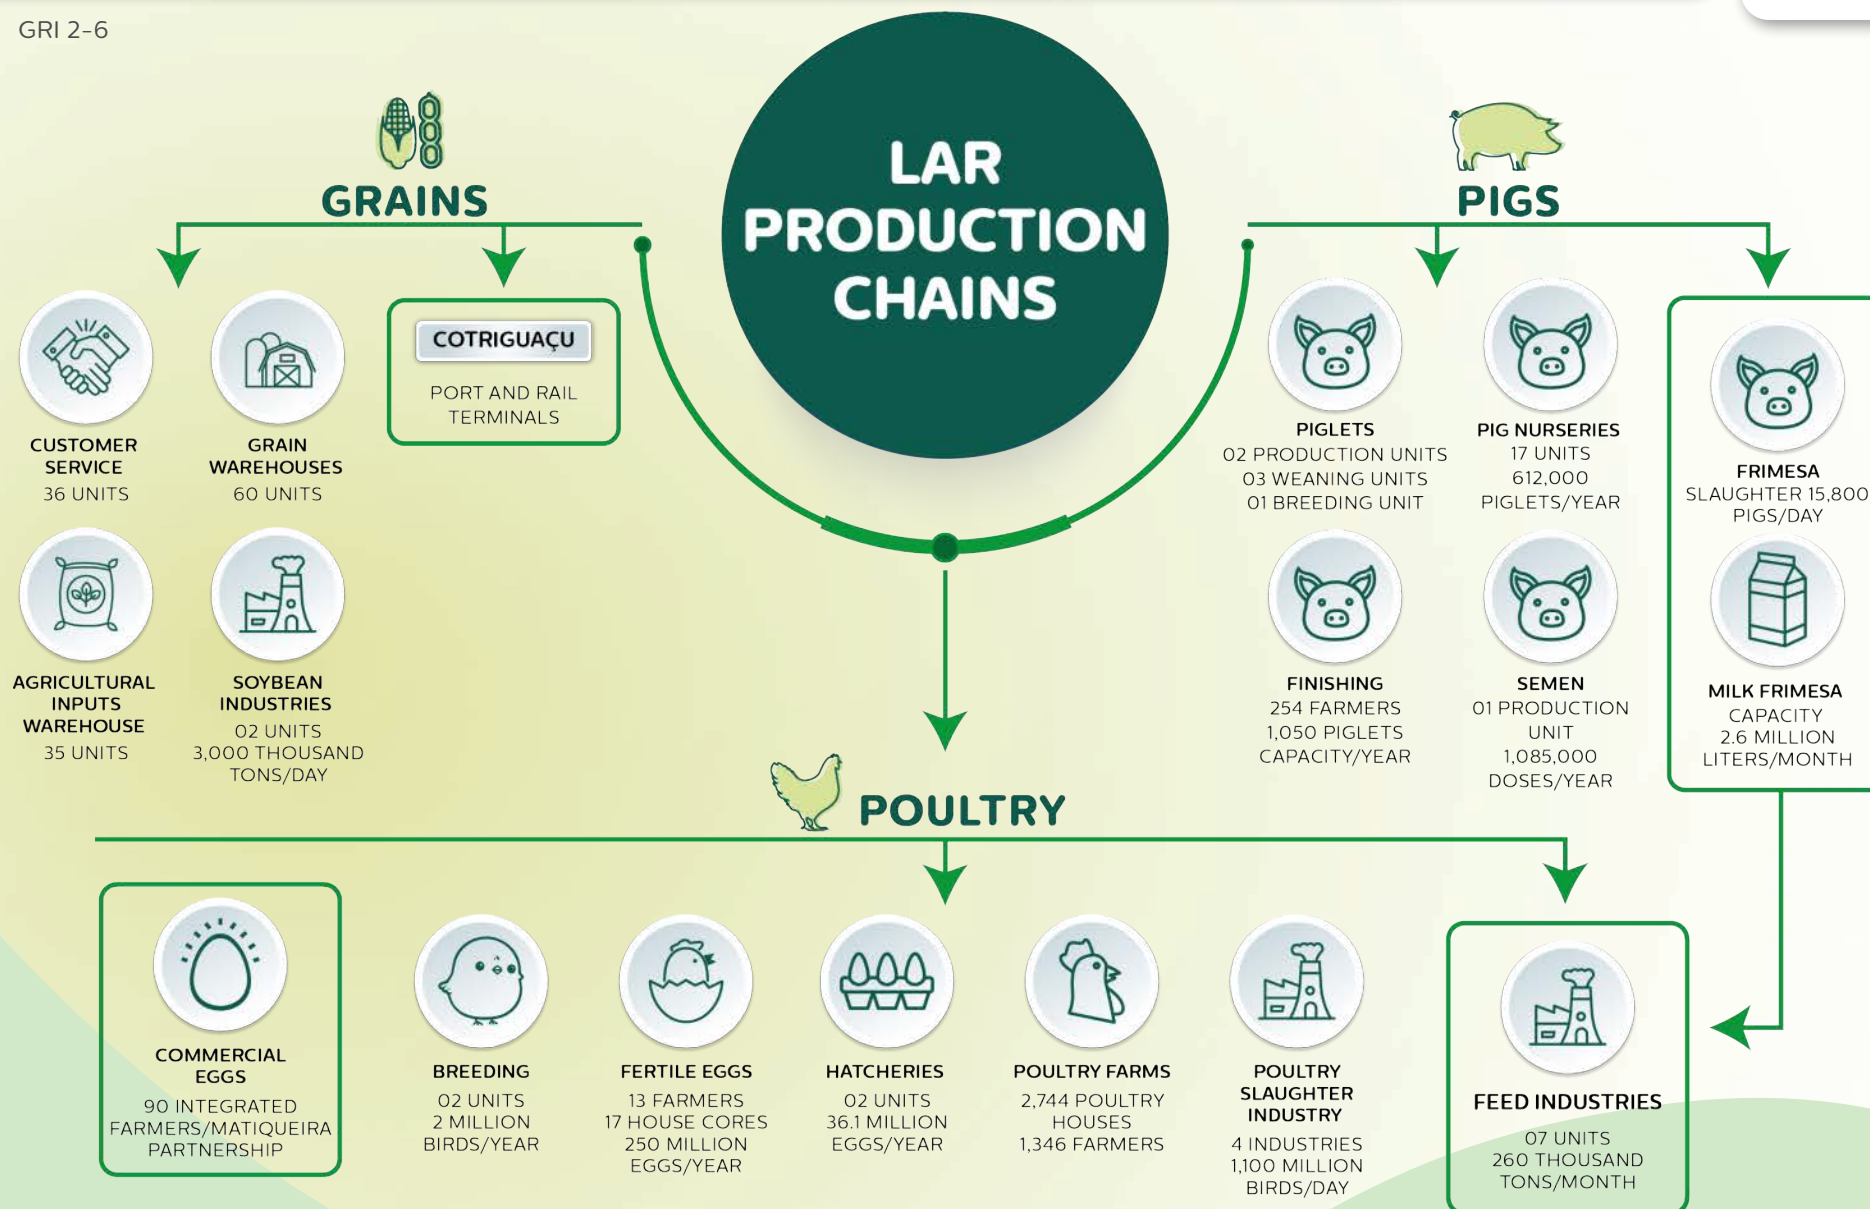 GRI 2-6
LAR
PRODUCTION
CHAINS
GRAINS
CUSTOMER
SERVICE
36 UNITS
GRAIN
WAREHOUSES
60 UNITS
COTRIGUAÇU
PORT AND RAIL
TERMINALS
AGRICULTURAL
INPUTS
WAREHOUSE
35 UNITS
SOYBEAN
INDUSTRIES
02 UNITS
3,000 THOUSAND
TONS/DAY
PIGS
PIGLETS
02 PRODUCTION UNITS
03 WEANING UNITS
01 BREEDING UNIT
PIG NURSERIES
17 UNITS
612,000
PIGLETS/YEAR
FRIMESA
SLAUGHTER 15,800
PIGS/DAY
FINISHING
254 FARMERS
1,050 PIGLETS
CAPACITY/YEAR
SEMEN
01 PRODUCTION
UNIT
1,085,000
DOSES/YEAR
MILK FRIMESA
CAPACITY
2.6 MILLION
LITERS/MONTH
POULTRY
COMMERCIAL
EGGS
90 INTEGRATED
FARMERS/MATIQUEIRA
PARTNERSHIP
BREEDING
02 UNITS
2 MILLION
BIRDS/YEAR
FERTILE EGGS
13 FARMERS
17 HOUSE CORES
250 MILLION
EGGS/YEAR
HATCHERIES
02 UNITS
36.1 MILLION
EGGS/YEAR
POULTRY FARMS
2,744 POULTRY
HOUSES
1,346 FARMERS
POULTRY
SLAUGHTER
INDUSTRY
4 INDUSTRIES
1,100 MILLION
BIRDS/DAY
FEED INDUSTRIES
07 UNITS
260 THOUSAND
TONS/MONTH